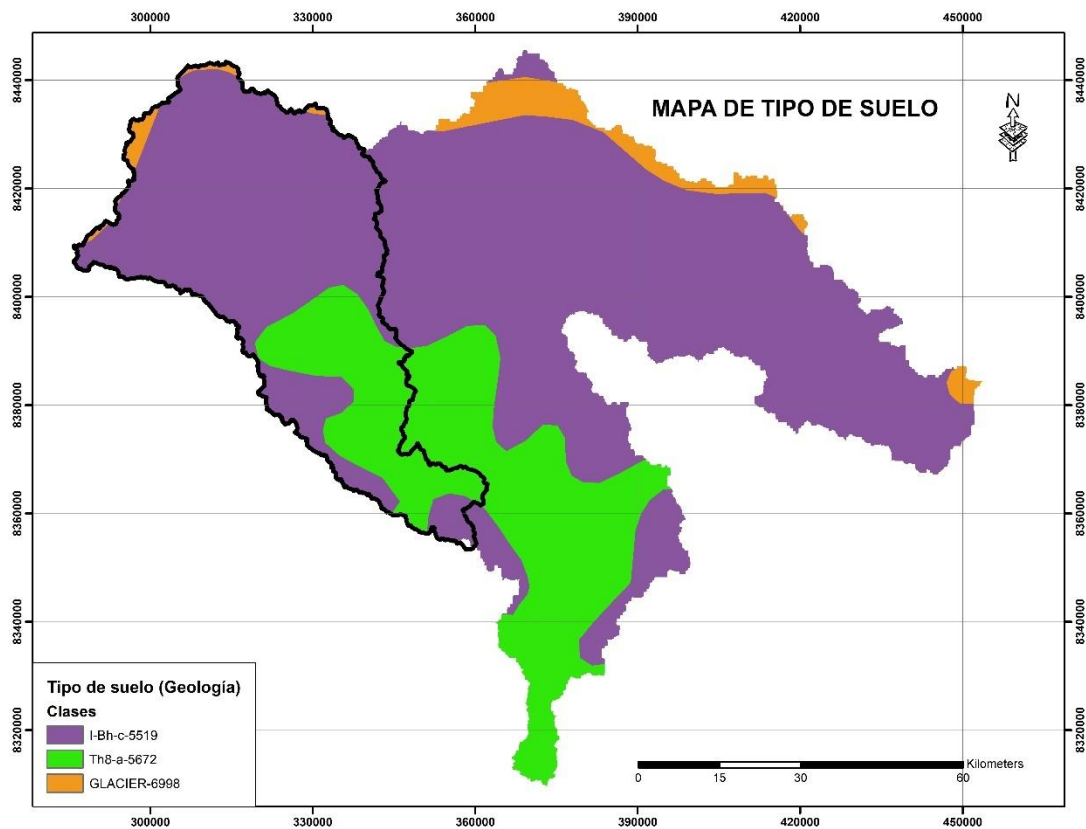 300000 330000 360000 390000 420000 450000
MAPA DE TIPO DE SUELO
N
8440000 8440000
8420000 8420000
8400000 8400000
8380000 8380000
8360000 8360000
8340000 8340000
8320000 8320000
Tipo de suelo (Geología)
Clases
I-Bh-c-5519
Th8-a-5672
GLACIER-6998
Kilometers
0 15 30 60
300000 330000 360000 390000 420000 450000